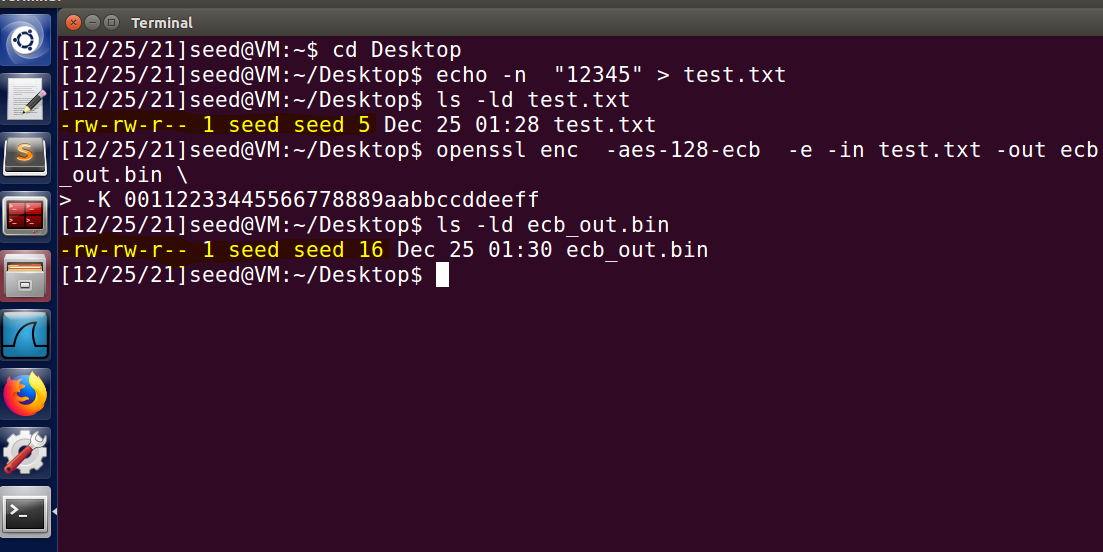 Terminal
[12/25/21]seed@VM:~$ cd Desktop
[12/25/21]seed@VM:~/Desktop$ echo -n  "12345" > test.txt
[12/25/21]seed@VM:~/Desktop$ ls -ld test.txt
-rw-rw-r-- 1 seed seed 5 Dec 25 01:28 test.txt
[12/25/21]seed@VM:~/Desktop$ openssl enc  -aes-128-ecb  -e -in test.txt -out ecb
_out.bin \
> -K 00112233445566778889aabbccddeeff
[12/25/21]seed@VM:~/Desktop$ ls -ld ecb_out.bin
-rw-rw-r-- 1 seed seed 16 Dec 25 01:30 ecb_out.bin
[12/25/21]seed@VM:~/Desktop$